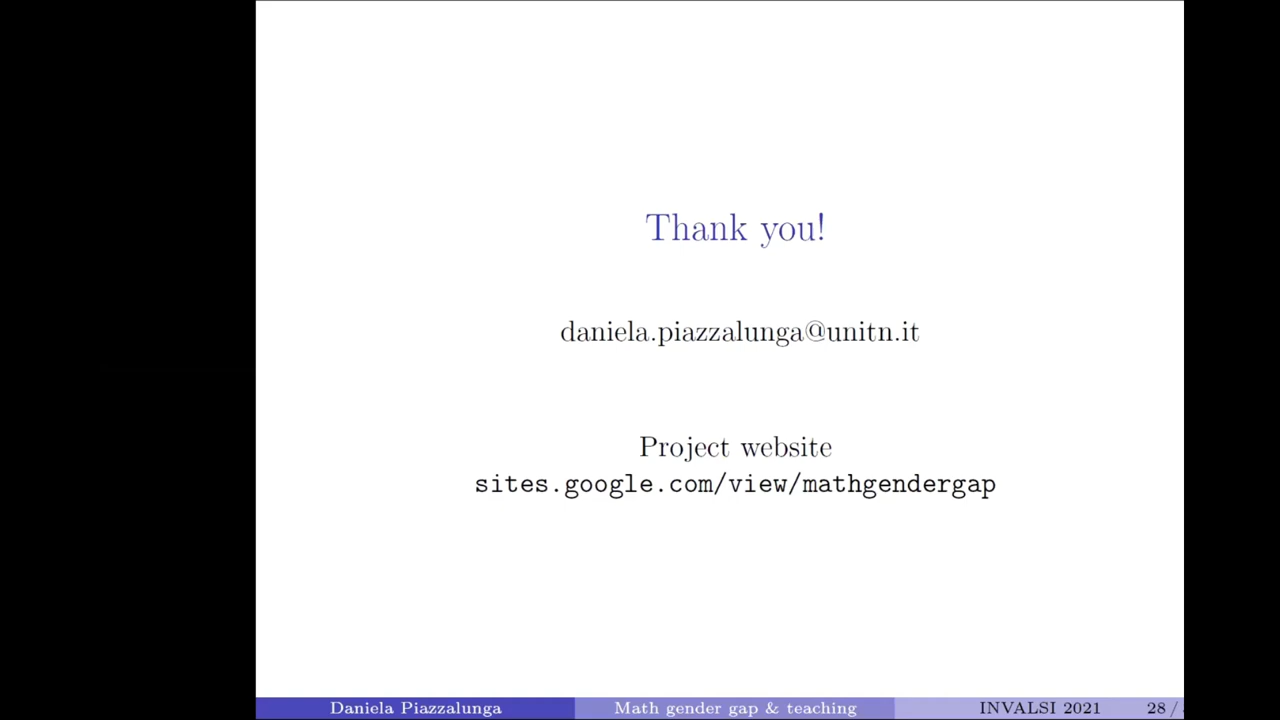 Thank you!
daniela.piazzalunga@unitn.it
Project website
sites.google.com/view/mathgendergap
Daniela Piazzalunga Math gender gap & teaching INVALSI 2021 28 /